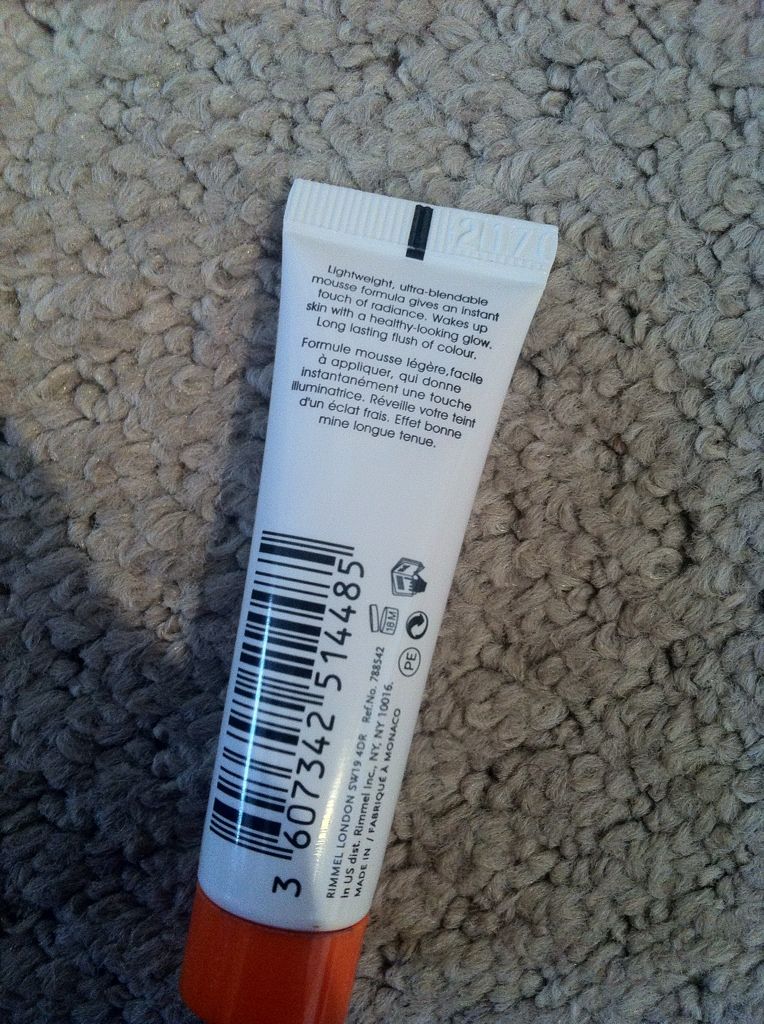 2117
Lightweight, ultra-blendable
mousse formula gives an instant
touch of radiance. Wakes up
skin with a healthy-looking glow.
Long lasting flush of colour.
Formule mousse légère,facile
à appliquer, qui donne
instantanément une touche
illuminatrice. Réveille votre teint
d'un éclat frais. Effet bonne
mine longue tenue.
18M
PE
3 607342 514485
RIMMEL LONDON SW19 4DR Ref.No. 788542
In US dist. Rimmel Inc., NY, NY 10016.
MADE IN / FABRIQUÉ À MONACO